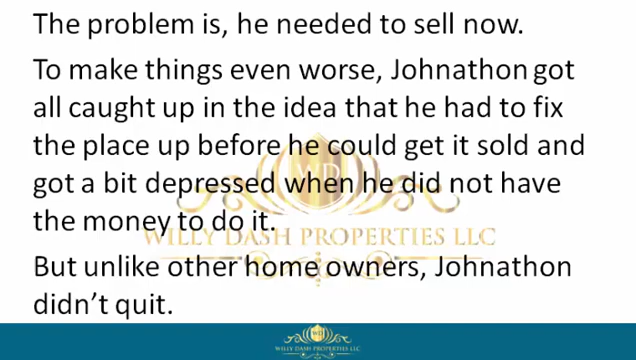 The problem is, he needed to sell now.
To make things even worse, Johnathon got
all caught up in the idea that he had to fix
the place up before he could get it sold and
got a bit depressed when he did not have
the money to do it.
WILLY DASH PROPERTIES LLC
But unlike other home owners, Johnathon
didn't quit.
WILLY DASH PROPERTIES LLC